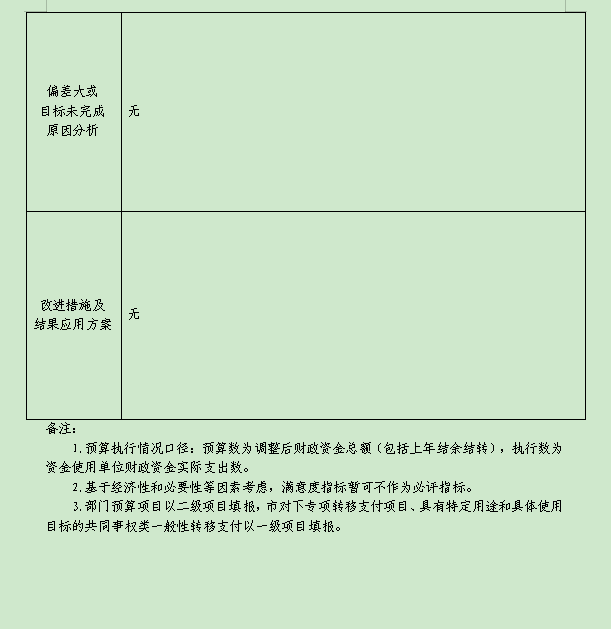 偏差大或
目标未完成
原因分析
无
改进措施及
结果应用方案
无
备注:
1.预算执行情况口径:预算数为调整后财政资金总额(包括上年结余结转),执行数为
资金使用单位财政资金实际支出数。
2.基于经济性和必要性等因素考虑,满意度指标暂可不作为必评指标。
3.部门预算项目以二级项目填报,市对下专项转移支付项目、具有特定用途和具体使用
目标的共同事权类一般性转移支付以一级项目填报。